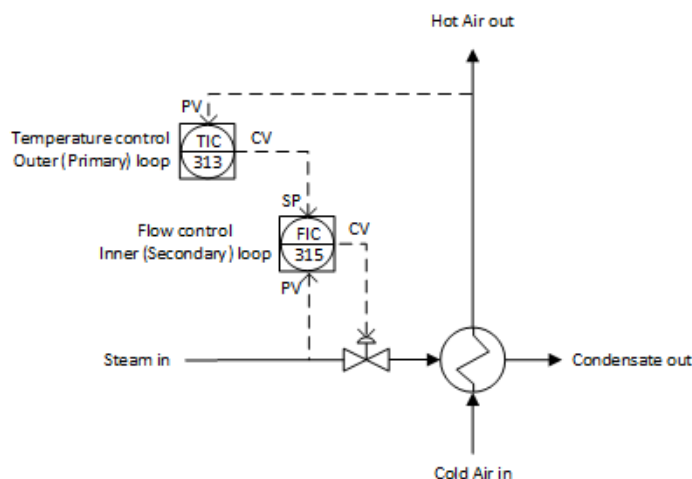 Hot Air out
PV
Temperature control
Outer (Primary) loop
TIC
313
CV
SP
Flow control
Inner (Secondary) loop
FIC
315
CV
PV
Steam in
Condensate out
Cold Air in